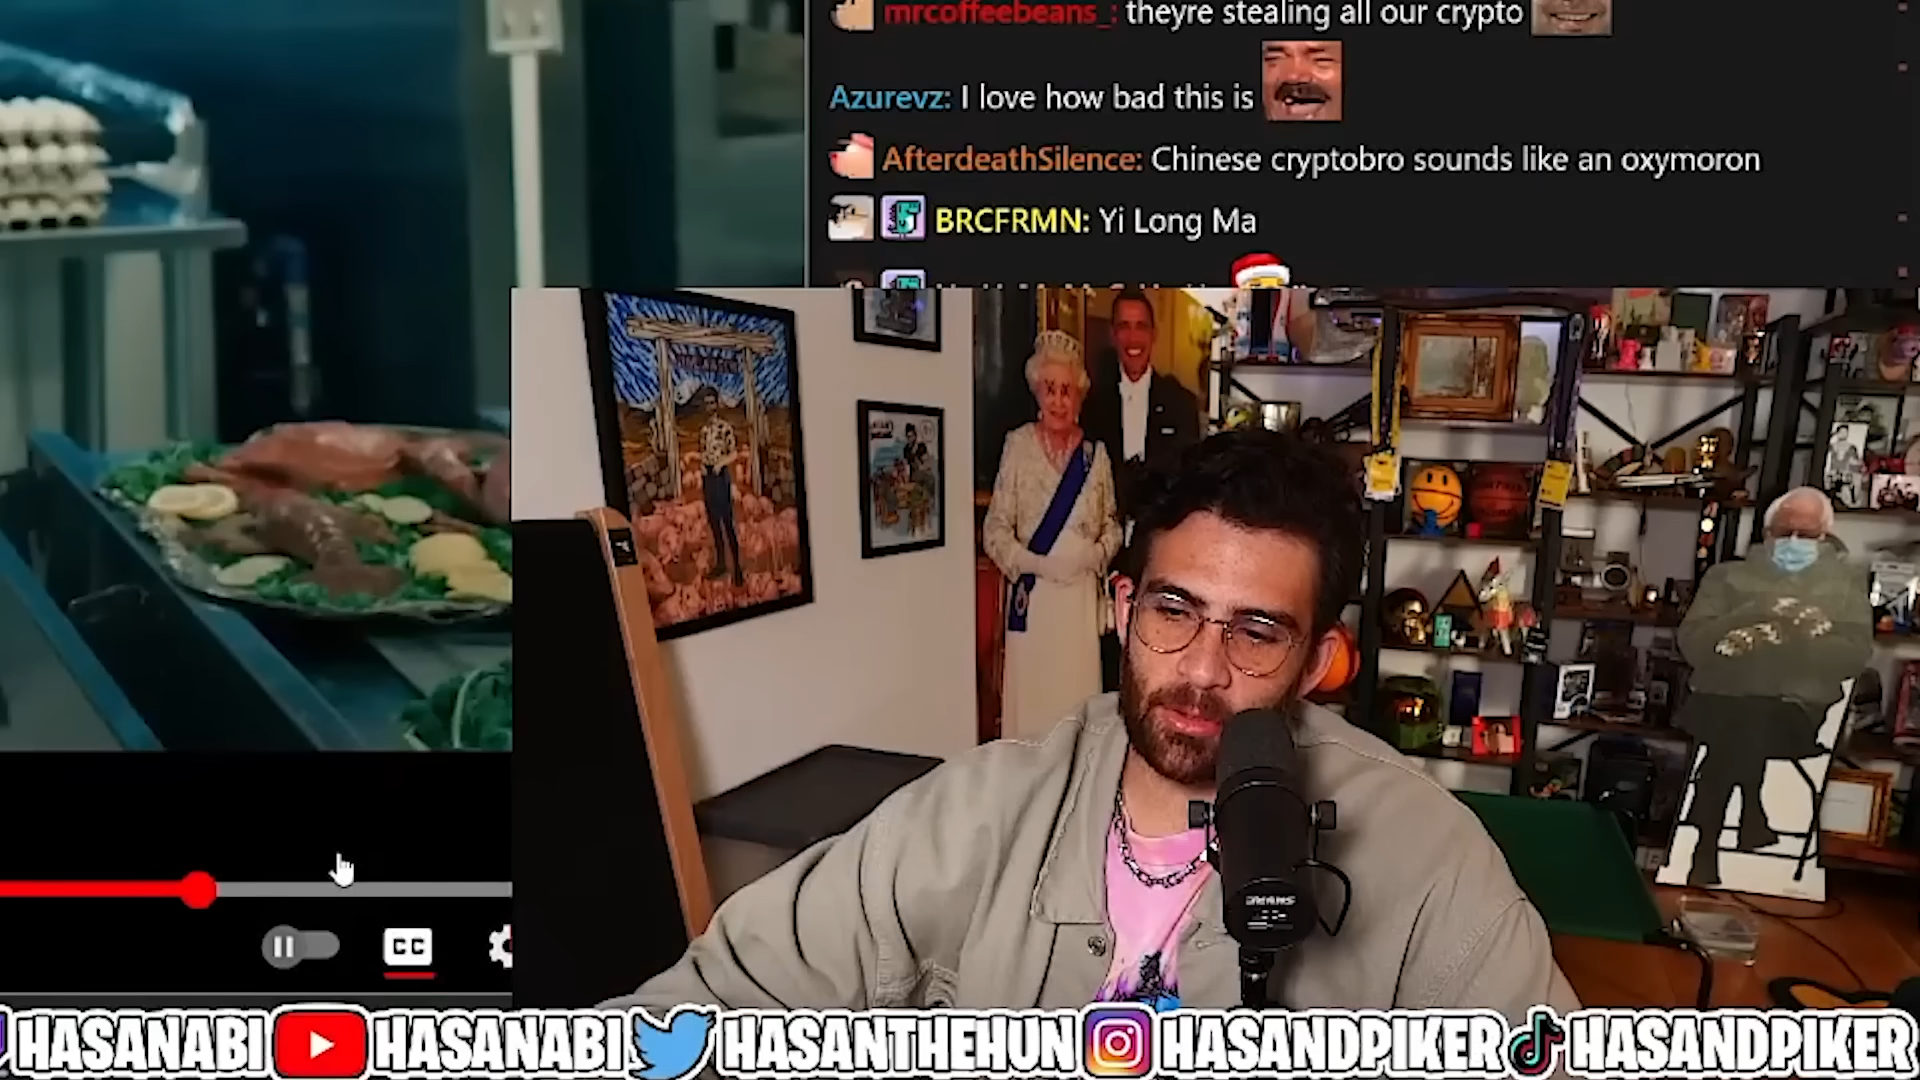 mrcoffeebeans_: theyre stealing all our crypto
Azurevz: I love how bad this is
AfterdeathSilence: Chinese cryptobro sounds like an oxymoron
BRCFRMN: Yi Long Ma
CC
HASANABI HASANABI HASANTHEHUN HASANDPIKER HASANDPIKER